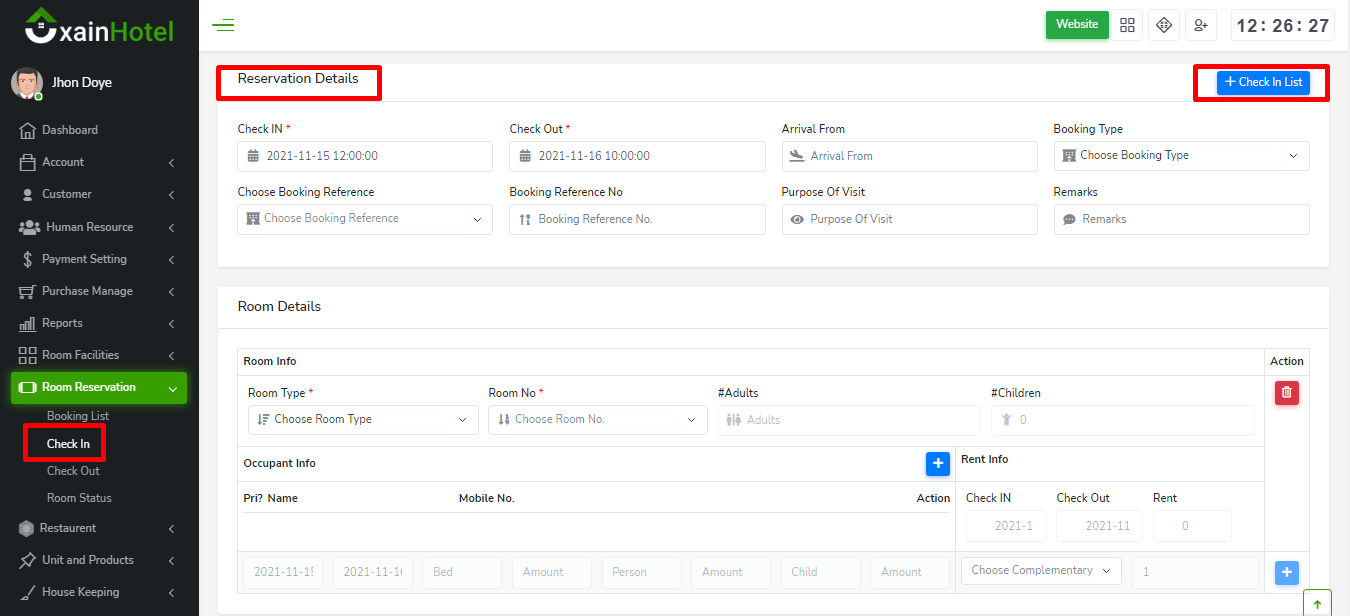 xainHotel
Website
12: 26: 27
Jhon Doye
Dashboard
Account
Customer
Human Resource
Payment Setting
Purchase Manage
Reports
Room Facilities
Room Reservation
Booking List
Check In
Check Out
Room Status
Restaurent
Unit and Products
House Keeping
Reservation Details
+ Check In List
Check IN * Check Out * Arrival From Booking Type
2021-11-15 12:00:00 2021-11-16 10:00:00 Arrival From Choose Booking Type
Choose Booking Reference Booking Reference No Purpose Of Visit Remarks
Choose Booking Reference Booking Reference No. Purpose Of Visit Remarks
Room Details
Room Info Action
Room Type * Room No * #Adults #Children
Choose Room Type Choose Room No. Adults 0
Occupant Info + Rent Info
Pri? Name Mobile No. Action Check IN Check Out Rent
2021-1 2021-11 0
2021-11-15 2021-11-16 Bed Amount Person Amount Child Amount Choose Complementary 1 +